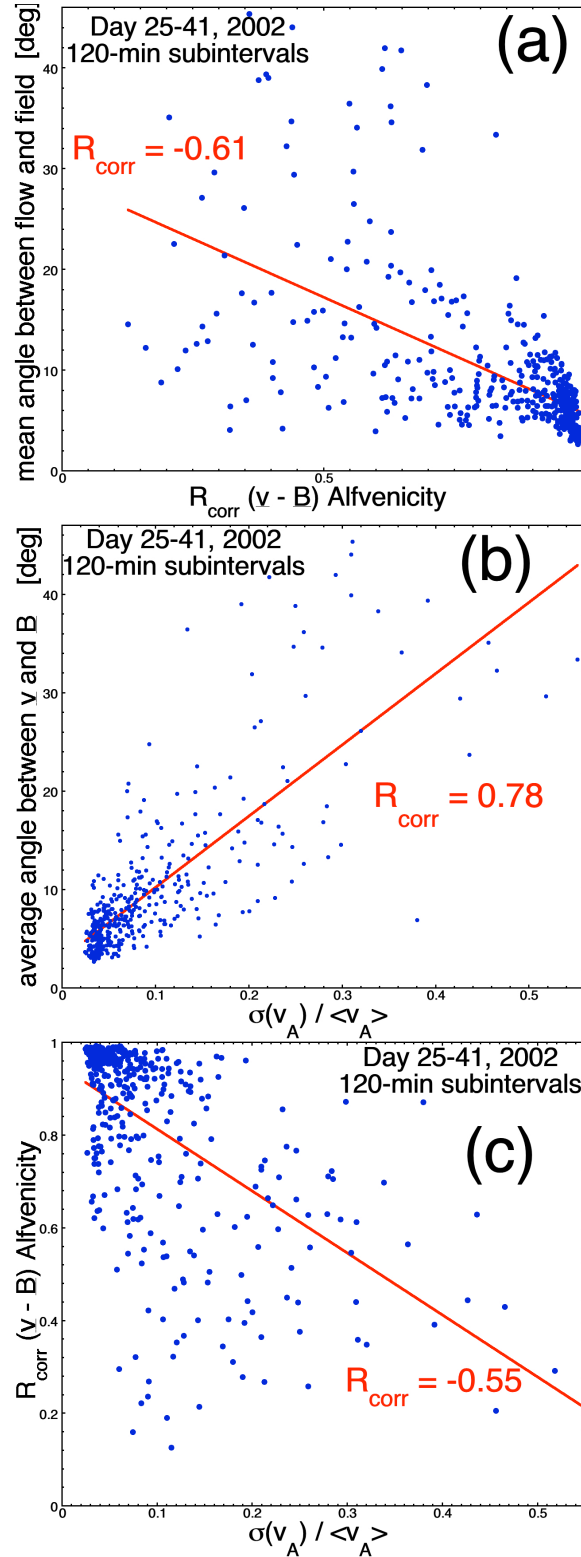 Day 25-41, 2002
120-min subintervals
(a)
R_corr = -0.61
mean angle between flow and field [deg]
40
30
20
10
0
0.5
R_corr (v - B) Alfvenicity
Day 25-41, 2002
120-min subintervals
(b)
R_corr = 0.78
average angle between v and B [deg]
40
30
20
10
0
0
0.1
0.2
0.3
0.4
0.5
σ(v_A) / <v_A>
Day 25-41, 2002
120-min subintervals
(c)
R_corr = -0.55
R_corr (v - B) Alfvenicity
1
0.8
0.6
0.4
0.2
0
0
0.1
0.2
0.3
0.4
0.5
σ(v_A) / <v_A>